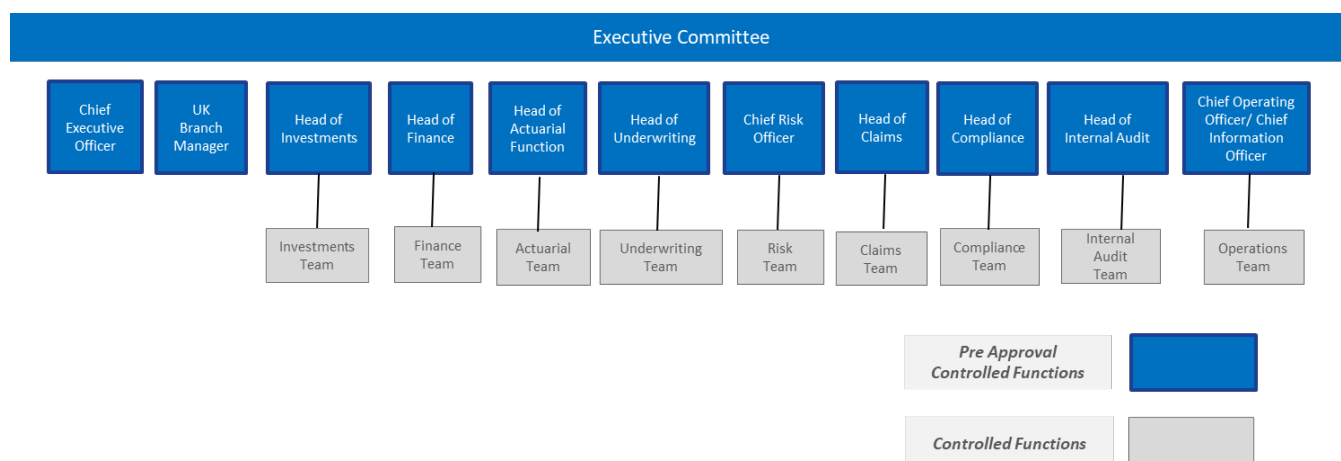 Executive Committee
Chief
Executive
Officer
UK
Branch
Manager
Head of
Investments
Head of
Finance
Head of
Actuarial
Function
Head of
Underwriting
Chief Risk
Officer
Head of
Claims
Head of
Compliance
Head of
Internal Audit
Chief Operating
Officer/ Chief
Information
Officer
Investments
Team
Finance
Team
Actuarial
Team
Underwriting
Team
Risk
Team
Claims
Team
Compliance
Team
Internal
Audit
Team
Operations
Team
Pre Approval
Controlled Functions
Controlled Functions